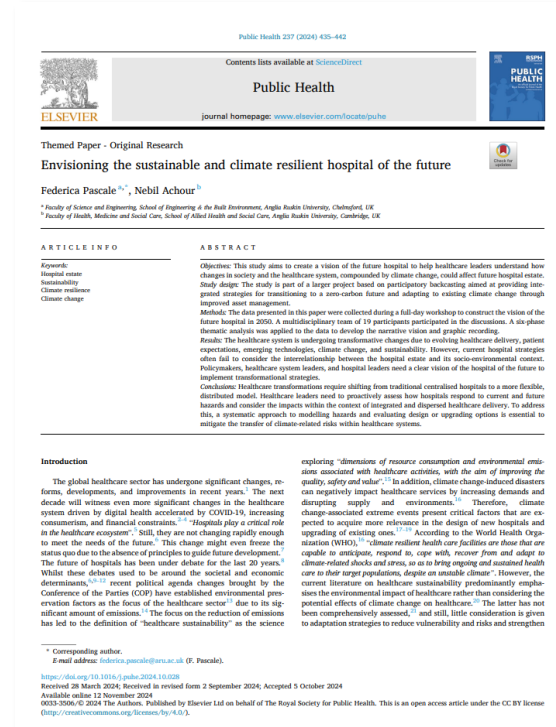 Public Health 237 (2024) 435–442
Contents lists available at ScienceDirect
Public Health
journal homepage: www.elsevier.com/locate/puhe
ELSEVIER
RSPH
PUBLIC
HEALTH
Check for
updates
Themed Paper - Original Research
Envisioning the sustainable and climate resilient hospital of the future
Federica Pascale a,*, Nebil Achour b
a Faculty of Science and Engineering, School of Engineering & the Built Environment, Anglia Ruskin University, Chelmsford, UK
b Faculty of Health, Medicine and Social Care, School of Allied Health and Social Care, Anglia Ruskin University, Cambridge, UK
ARTICLE INFO
Keywords:
Hospital estate
Sustainability
Climate resilience
Climate change
ABSTRACT
Objectives: This study aims to create a vision of the future hospital to help healthcare leaders understand how
changes in society and the healthcare system, compounded by climate change, could affect future hospital estate.
Study design: The study is part of a larger project based on participatory backcasting aimed at providing inte-
grated strategies for transitioning to a zero-carbon future and adapting to existing climate change through
improved asset management.
Methods: The data presented in this paper were collected during a full-day workshop to construct the vision of the
future hospital in 2050. A multidisciplinary team of 19 participants participated in the discussions. A six-phase
thematic analysis was applied to the data to develop the narrative vision and graphic recording.
Results: The healthcare system is undergoing transformative changes due to evolving healthcare delivery, patient
expectations, emerging technologies, climate change, and sustainability. However, current hospital strategies
often fail to consider the interrelationship between the hospital estate and its socio-environmental context.
Policymakers, healthcare system leaders, and hospital leaders need a clear vision of the hospital of the future to
implement transformational strategies.
Conclusions: Healthcare transformations require shifting from traditional centralised hospitals to a more flexible,
distributed model. Healthcare leaders need to proactively assess how hospitals respond to current and future
hazards and consider the impacts within the context of integrated and dispersed healthcare delivery. To address
this, a systematic approach to modelling hazards and evaluating design or upgrading options is essential to
mitigate the transfer of climate-related risks within healthcare systems.
Introduction
The global healthcare sector has undergone significant changes, re-
forms, developments, and improvements in recent years.1 The next
decade will witness even more significant changes in the healthcare
system driven by digital health accelerated by COVID-19, increasing
consumerism, and financial constraints.2–4 “Hospitals play a critical role
in the healthcare ecosystem”.5 Still, they are not changing rapidly enough
to meet the needs of the future.6 This change might even freeze the
status quo due to the absence of principles to guide future development.7
The future of hospitals has been under debate for the last 20 years.8
Whilst these debates used to be around the societal and economic
determinants,6,9–12 recent political agenda changes brought by the
Conference of the Parties (COP) have established environmental pres-
ervation factors as the focus of the healthcare sector13 due to its sig-
nificant amount of emissions.14 The focus on the reduction of emissions
has led to the definition of “healthcare sustainability” as the science
exploring “dimensions of resource consumption and environmental emis-
sions associated with healthcare activities, with the aim of improving the
quality, safety and value”.15 In addition, climate change-induced disasters
can negatively impact healthcare services by increasing demands and
disrupting supply and environments.16 Therefore, climate
change-associated extreme events present critical factors that are ex-
pected to acquire more relevance in the design of new hospitals and
upgrading of existing ones.17–19 According to the World Health Orga-
nization (WHO),16 “climate resilient health care facilities are those that are
capable to anticipate, respond to, cope with, recover from and adapt to
climate-related shocks and stress, so as to bring ongoing and sustained health
care to their target populations, despite an unstable climate”. However, the
current literature on healthcare sustainability predominantly empha-
sises the environmental impact of healthcare rather than considering the
potential effects of climate change on healthcare.20 The latter has not
been comprehensively assessed,21 and still, little consideration is given
to adaptation strategies to reduce vulnerability and risks and strengthen
* Corresponding author.
E-mail address: federica.pascale@aru.ac.uk (F. Pascale).
https://doi.org/10.1016/j.puhe.2024.10.028
Received 28 March 2024; Received in revised form 2 September 2024; Accepted 5 October 2024
Available online 12 November 2024
0033-3506/© 2024 The Authors. Published by Elsevier Ltd on behalf of The Royal Society for Public Health. This is an open access article under the CC BY license
(http://creativecommons.org/licenses/by/4.0/).